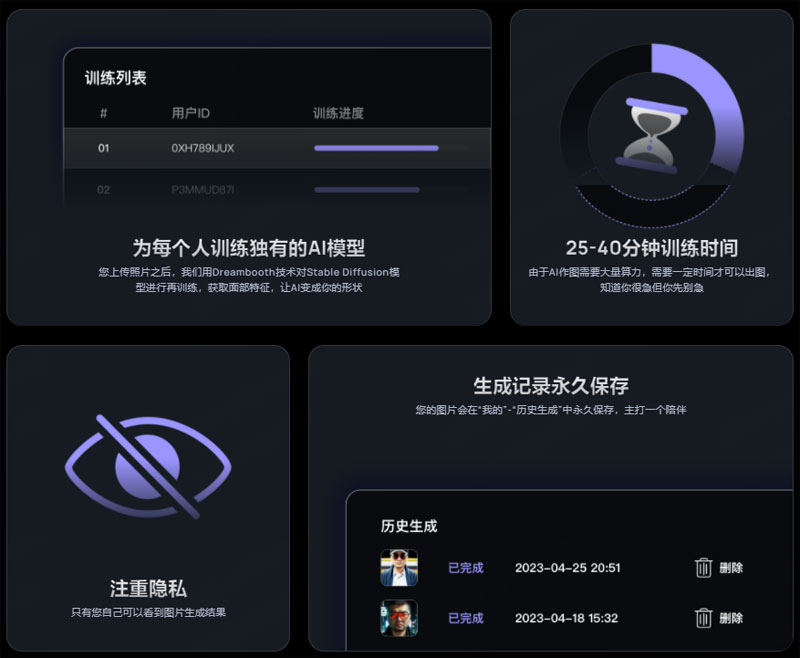 训练列表
# 用户ID 训练进度
01 0XH789IJUX
02 P3MMUD87I
为每个人训练独有的AI模型
您上传照片之后，我们用Dreambooth技术对Stable Diffusion模
型进行再训练，获取面部特征，让AI变成你的形状
25-40分钟训练时间
由于AI作图需要大量算力，需要一定时间才可以出图，
知道你很急但你先别急
注重隐私
只有您自己可以看到图片生成结果
生成记录永久保存
您的图片会在“我的”-“历史生成”中永久保存，主打一个陪伴
历史生成
已完成 2023-04-25 20:51 删除
已完成 2023-04-18 15:32 删除